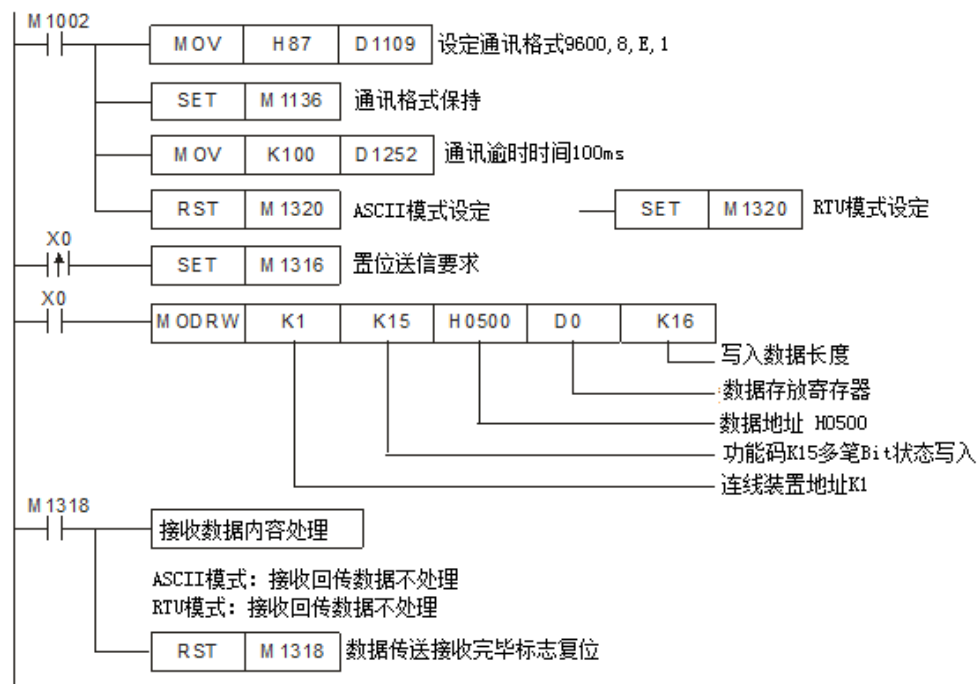 M1002
MOV H87 D1109 设定通讯格式9600,8,E,1
SET M1136 通讯格式保持
MOV K100 D1252 通讯逾时时间100ms
RST M1320 ASCII模式设定 SET M1320 RTU模式设定
X0
SET M1316 置位送信要求
X0
MODRW K1 K15 H0500 D0 K16
写入数据长度
数据存放寄存器
数据地址 H0500
功能码K15多笔Bit状态写入
连线装置地址K1
M1318
接收数据内容处理
ASCII模式：接收回传数据不处理
RTU模式：接收回传数据不处理
RST M1318 数据传送接收完毕标志复位